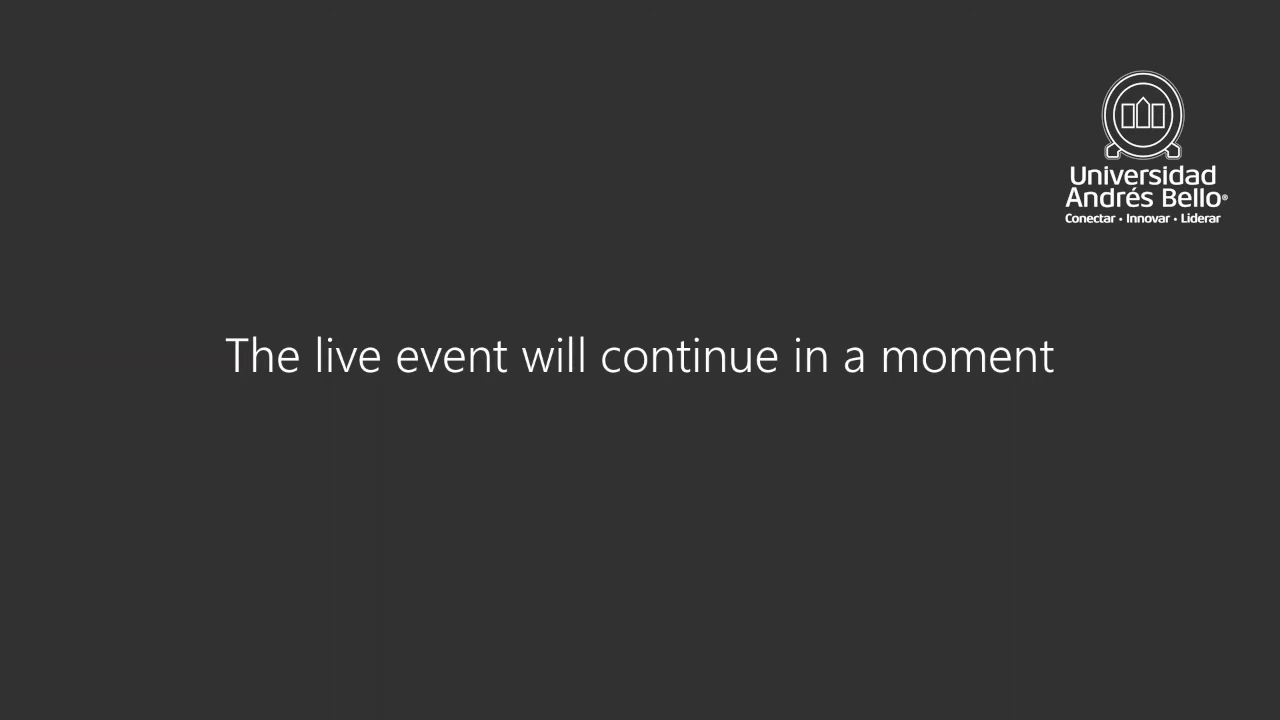 Universidad
Andrés Bello®
Conectar • Innovar • Liderar
The live event will continue in a moment